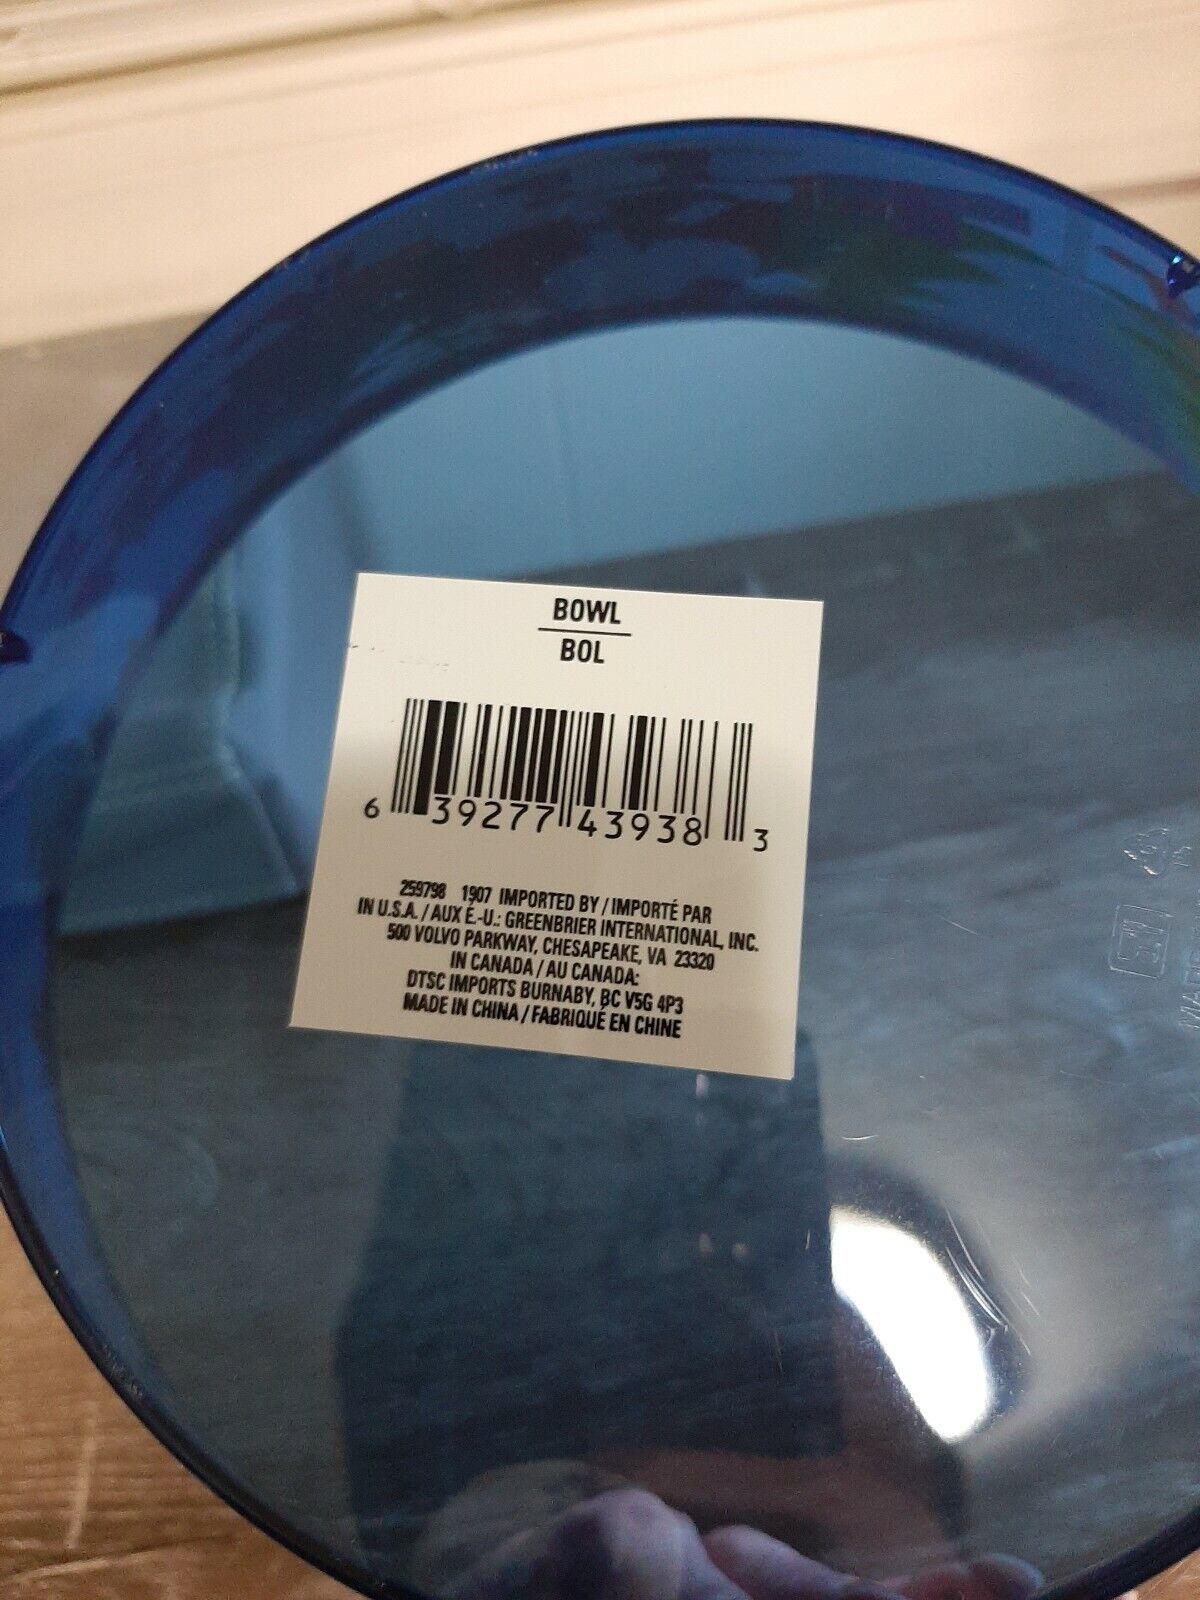 BOWL
BOL
6 39277 43938 3
259798 1907 IMPORTED BY / IMPORTÉ PAR
IN U.S.A. / AUX É.-U.: GREENBRIER INTERNATIONAL, INC.
500 VOLVO PARKWAY, CHESAPEAKE, VA 23320
IN CANADA / AU CANADA:
DTSC IMPORTS BURNABY, BC V5G 4P3
MADE IN CHINA / FABRIQUÉ EN CHINE